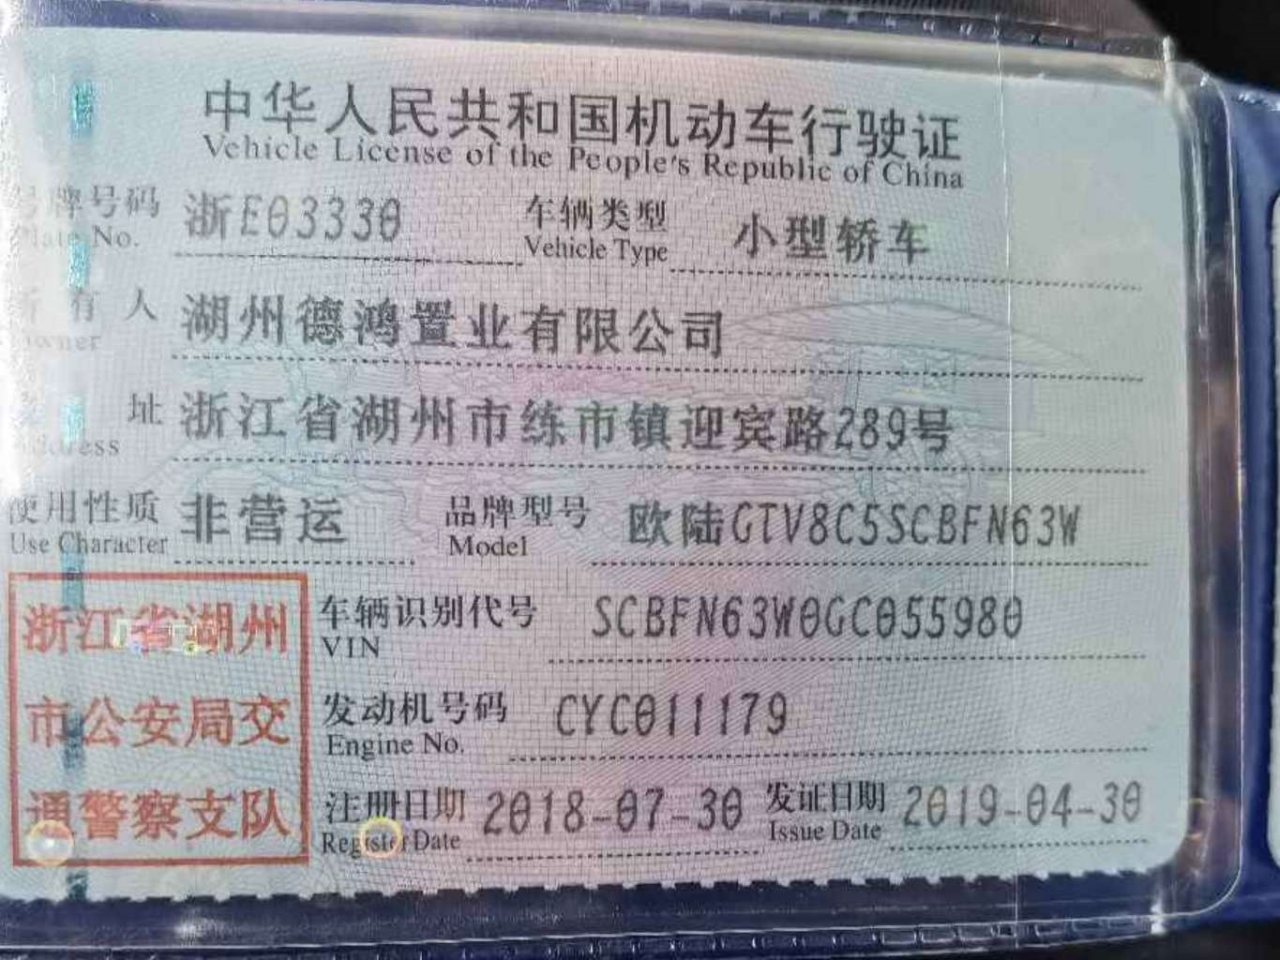 中华人民共和国机动车行驶证
Vehicle License of the People's Republic of China
号牌号码 浙E03330 车辆类型 小型轿车
Plate No. Vehicle Type
所有人 湖州德鸿置业有限公司
Owner
址 浙江省湖州市练市镇迎宾路289号
Address
使用性质 非营运 品牌型号 欧陆GTV8C5SCBFN63W
Use Character Model
浙江省湖州
市公安局交
通警察支队
车辆识别代号 SCBFN63W0GC055980
VIN
发动机号码 CYC011179
Engine No.
注册日期 2018-07-30 发证日期 2019-04-30
Register Date Issue Date